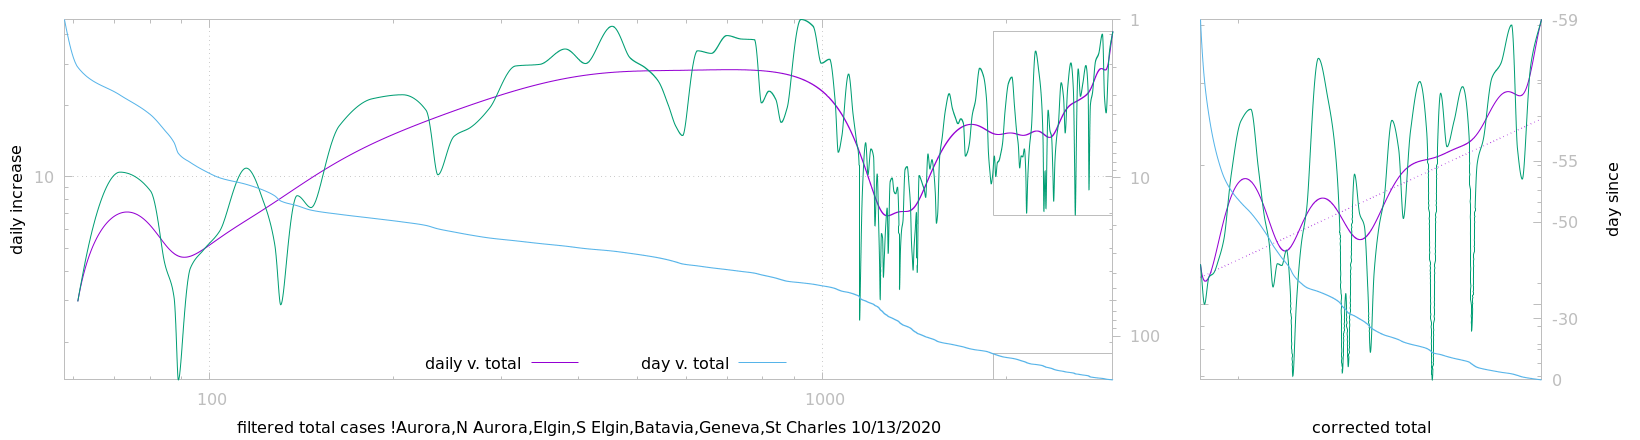 1
-59
daily increase
10
10
-55
-50
day since
-30
100
daily v. total
day v. total
0
100
1000
filtered total cases !Aurora,N Aurora,Elgin,S Elgin,Batavia,Geneva,St Charles 10/13/2020
corrected total